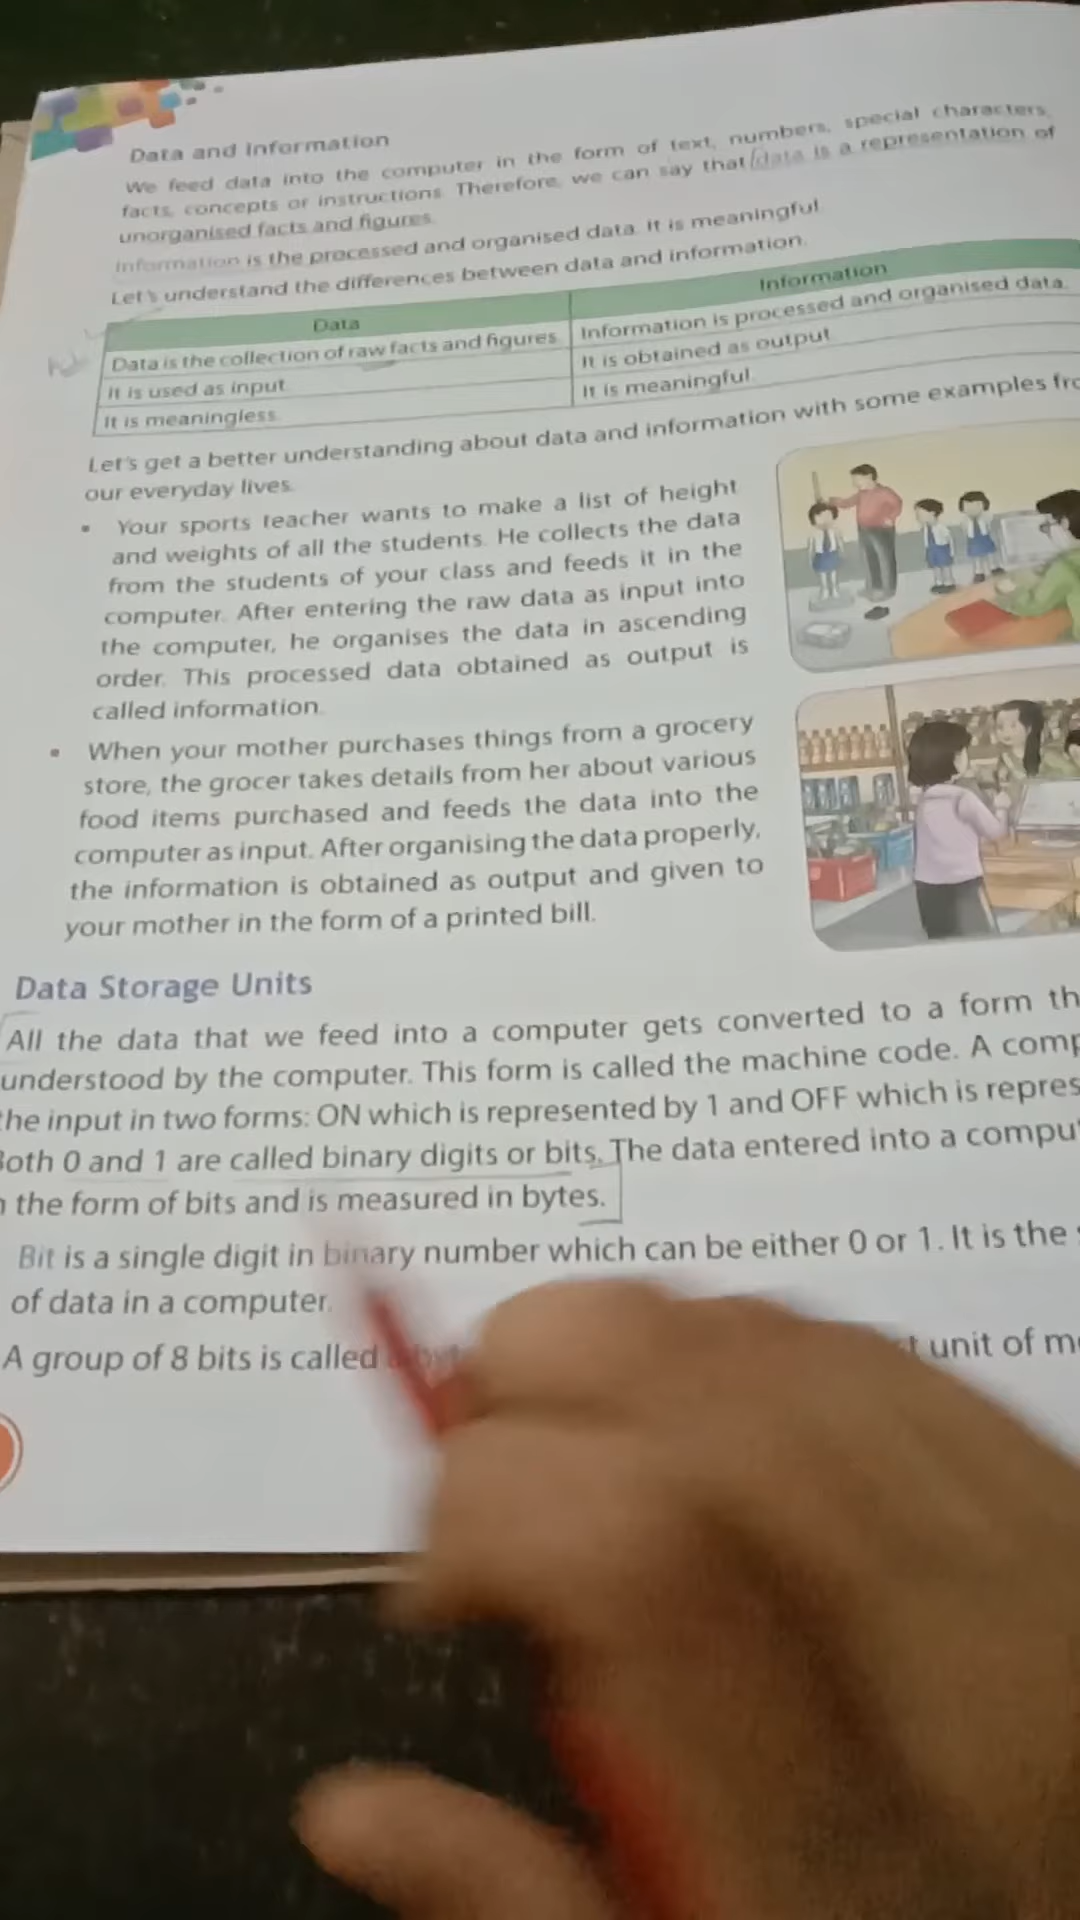 Data and Information
We feed data into the computer in the form of text, numbers, special characters,
facts, concepts or instructions. Therefore, we can say that data is a representation of
unorganised facts and figures.
Information is the processed and organised data. It is meaningful.
Let's understand the differences between data and information.
Data Information
Data is the collection of raw facts and figures. Information is processed and organised data.
It is used as input. It is obtained as output.
It is meaningless. It is meaningful.
Let's get a better understanding about data and information with some examples fro
our everyday lives.
• Your sports teacher wants to make a list of height
and weights of all the students. He collects the data
from the students of your class and feeds it in the
computer. After entering the raw data as input into
the computer, he organises the data in ascending
order. This processed data obtained as output is
called information.
• When your mother purchases things from a grocery
store, the grocer takes details from her about various
food items purchased and feeds the data into the
computer as input. After organising the data properly,
the information is obtained as output and given to
your mother in the form of a printed bill.
Data Storage Units
All the data that we feed into a computer gets converted to a form th
understood by the computer. This form is called the machine code. A comp
the input in two forms: ON which is represented by 1 and OFF which is repres
Both 0 and 1 are called binary digits or bits. The data entered into a comput
the form of bits and is measured in bytes.
Bit is a single digit in binary number which can be either 0 or 1. It is the
of data in a computer.
A group of 8 bits is called unit of me